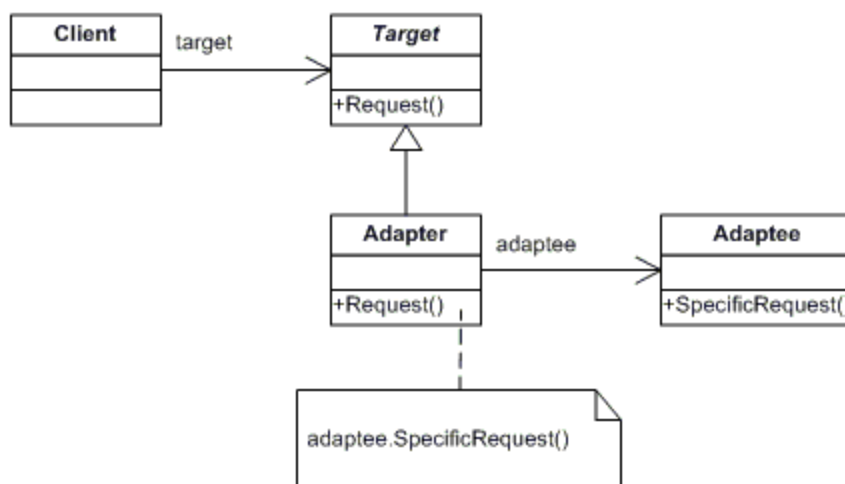 Client
target
Target
+Request()
Adapter
adaptee
Adaptee
+Request()
+SpecificRequest()
adaptee.SpecificRequest()